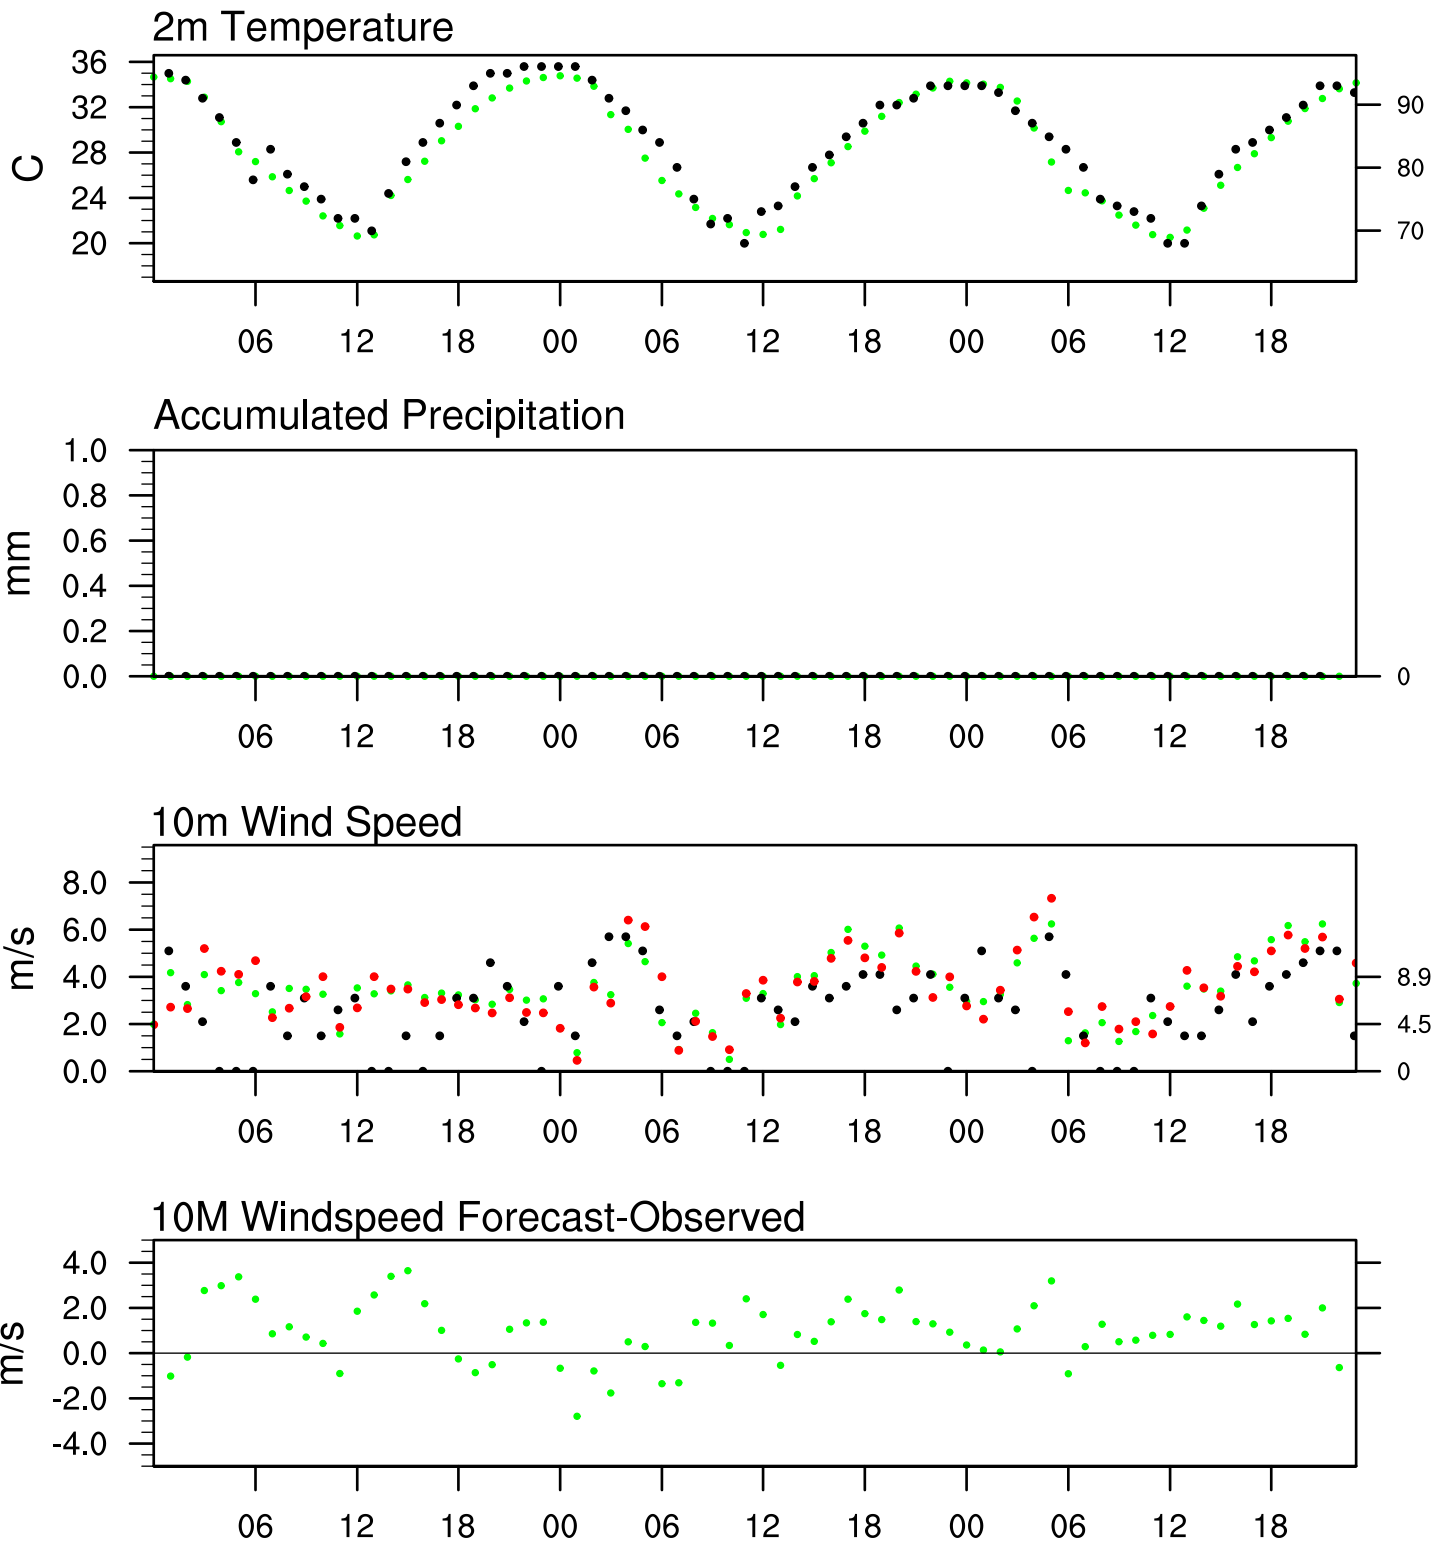 2m Temperature
36
32
28
24
20
C
90
80
70
06 12 18 00 06 12 18 00 06 12 18
Accumulated Precipitation
1.0
0.8
0.6
0.4
0.2
0.0
mm
0
06 12 18 00 06 12 18 00 06 12 18
10m Wind Speed
8.0
6.0
4.0
2.0
0.0
m/s
8.9
4.5
0
06 12 18 00 06 12 18 00 06 12 18
10M Windspeed Forecast-Observed
4.0
2.0
0.0
-2.0
-4.0
m/s
06 12 18 00 06 12 18 00 06 12 18